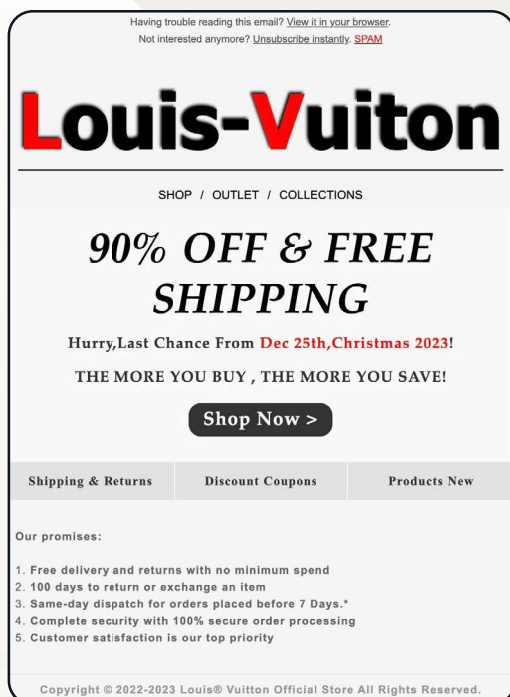 Having trouble reading this email? View it in your browser.
Not interested anymore? Unsubscribe instantly. SPAM
Louis-Vuiton
SHOP / OUTLET / COLLECTIONS
90% OFF & FREE
SHIPPING
Hurry,Last Chance From Dec 25th,Christmas 2023!
THE MORE YOU BUY , THE MORE YOU SAVE!
Shop Now >
Shipping & Returns Discount Coupons Products New
Our promises:
1. Free delivery and returns with no minimum spend
2. 100 days to return or exchange an item
3. Same-day dispatch for orders placed before 7 Days.*
4. Complete security with 100% secure order processing
5. Customer satisfaction is our top priority
Copyright © 2022-2023 Louis® Vuitton Official Store All Rights Reserved.